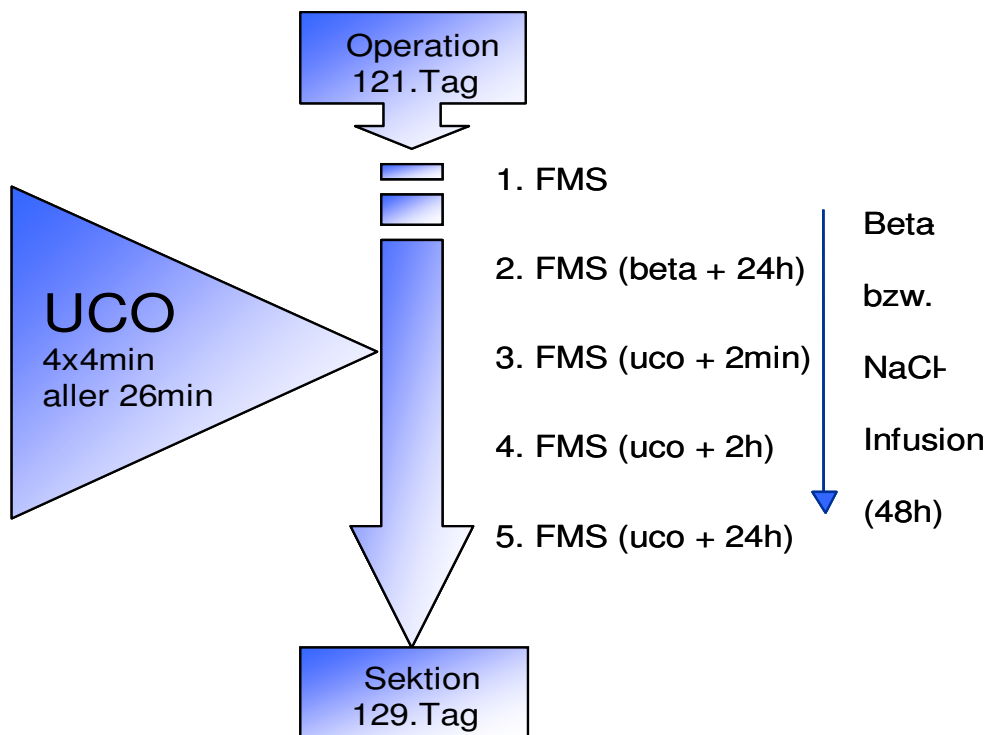 Operation
121.Tag
1. FMS
2. FMS (beta + 24h)
3. FMS (uco + 2min)
4. FMS (uco + 2h)
5. FMS (uco + 24h)
UCO
4x4min
aller 26min
Beta
bzw.
NaCl-
Infusion
(48h)
Sektion
129.Tag